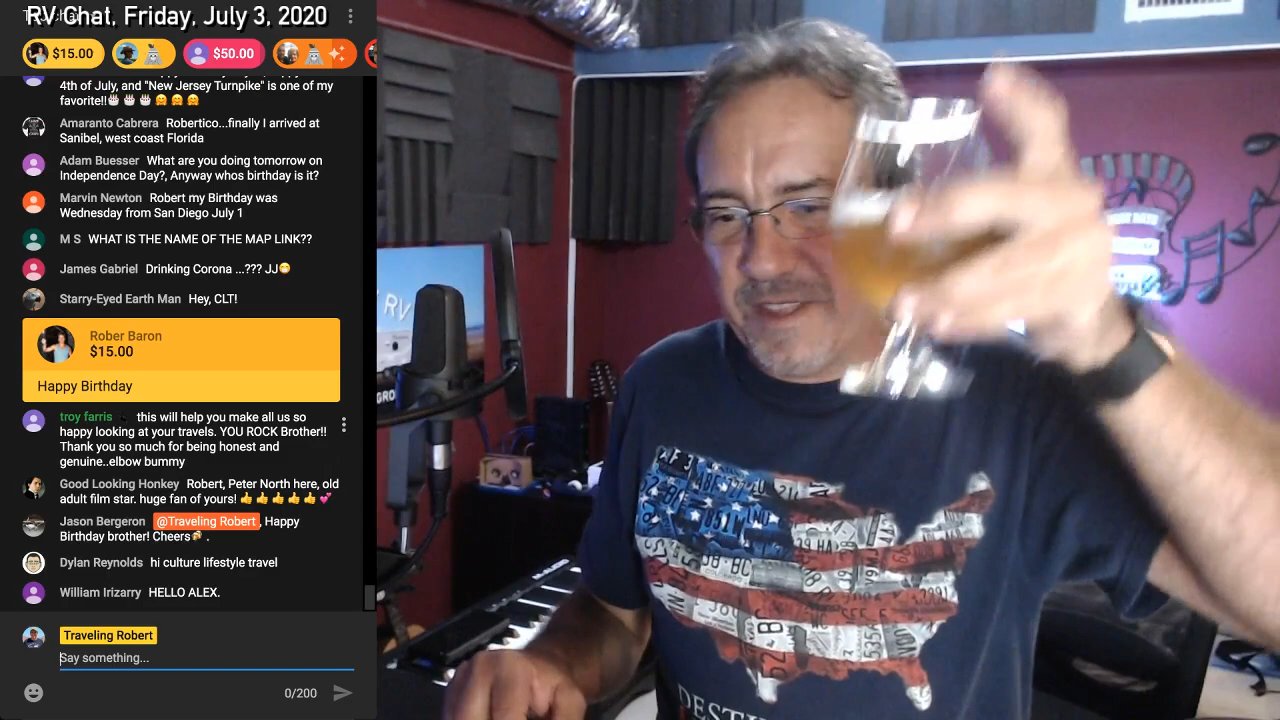 RV Chat, Friday, July 3, 2020
$15.00
$50.00
4th of July, and "New Jersey Turnpike" is one of my
favorite!!🎂🎂🎂🤗🤗🤗
Amaranto Cabrera Robertico...finally I arrived at
Sanibel, west coast Florida
Adam Buesser What are you doing tomorrow on
Independence Day?, Anyway whos birthday is it?
Marvin Newton Robert my Birthday was
Wednesday from San Diego July 1
M S WHAT IS THE NAME OF THE MAP LINK??
James Gabriel Drinking Corona ...??? JJ😁
Starry-Eyed Earth Man Hey, CLT!
Rober Baron
$15.00
Happy Birthday
troy farris this will help you make all us so
happy looking at your travels. YOU ROCK Brother!!
Thank you so much for being honest and
genuine..elbow bummy
Good Looking Honkey Robert, Peter North here, old
adult film star. huge fan of yours! 👍👍👍👍👍💕
Jason Bergeron @Traveling Robert, Happy
Birthday brother! Cheers🍻 .
Dylan Reynolds hi culture lifestyle travel
William Irizarry HELLO ALEX.
Traveling Robert
Say something...
0/200
RV